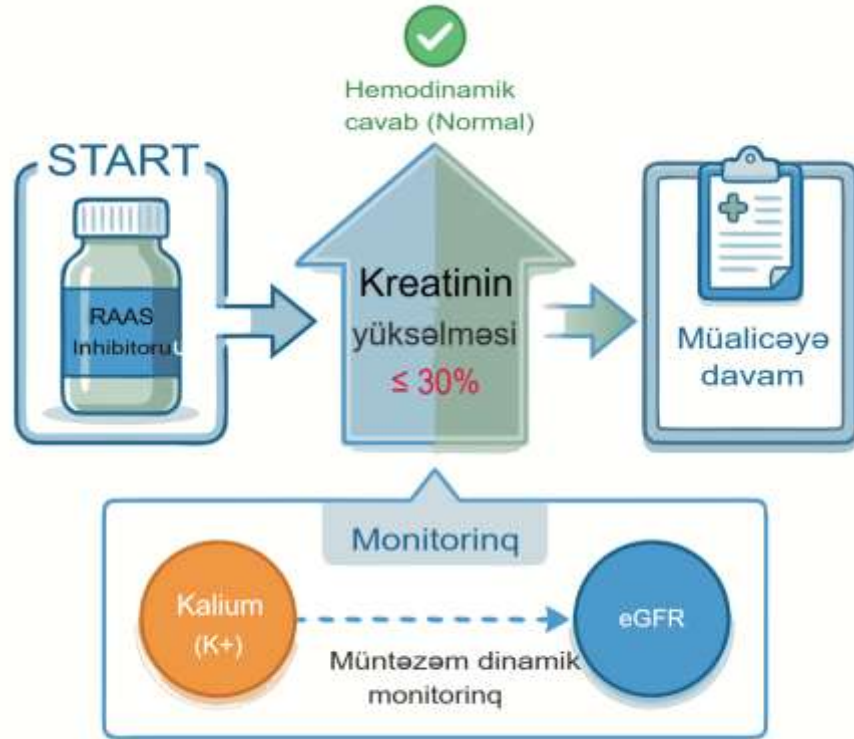 Hemodinamik
cavab (Normal)
START
RAAS
Inhibitoru
Kreatinin
yüksəlməsi
≤ 30%
Müalicəyə
davam
Monitorinq
Kalium
(K+)
eGFR
Müntəzəm dinamik
monitorinq